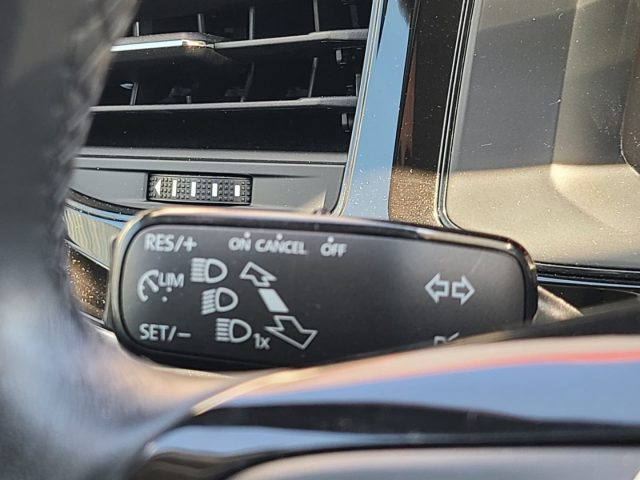 RES/+ ON CANCEL OFF
LIM
SET/- 1x